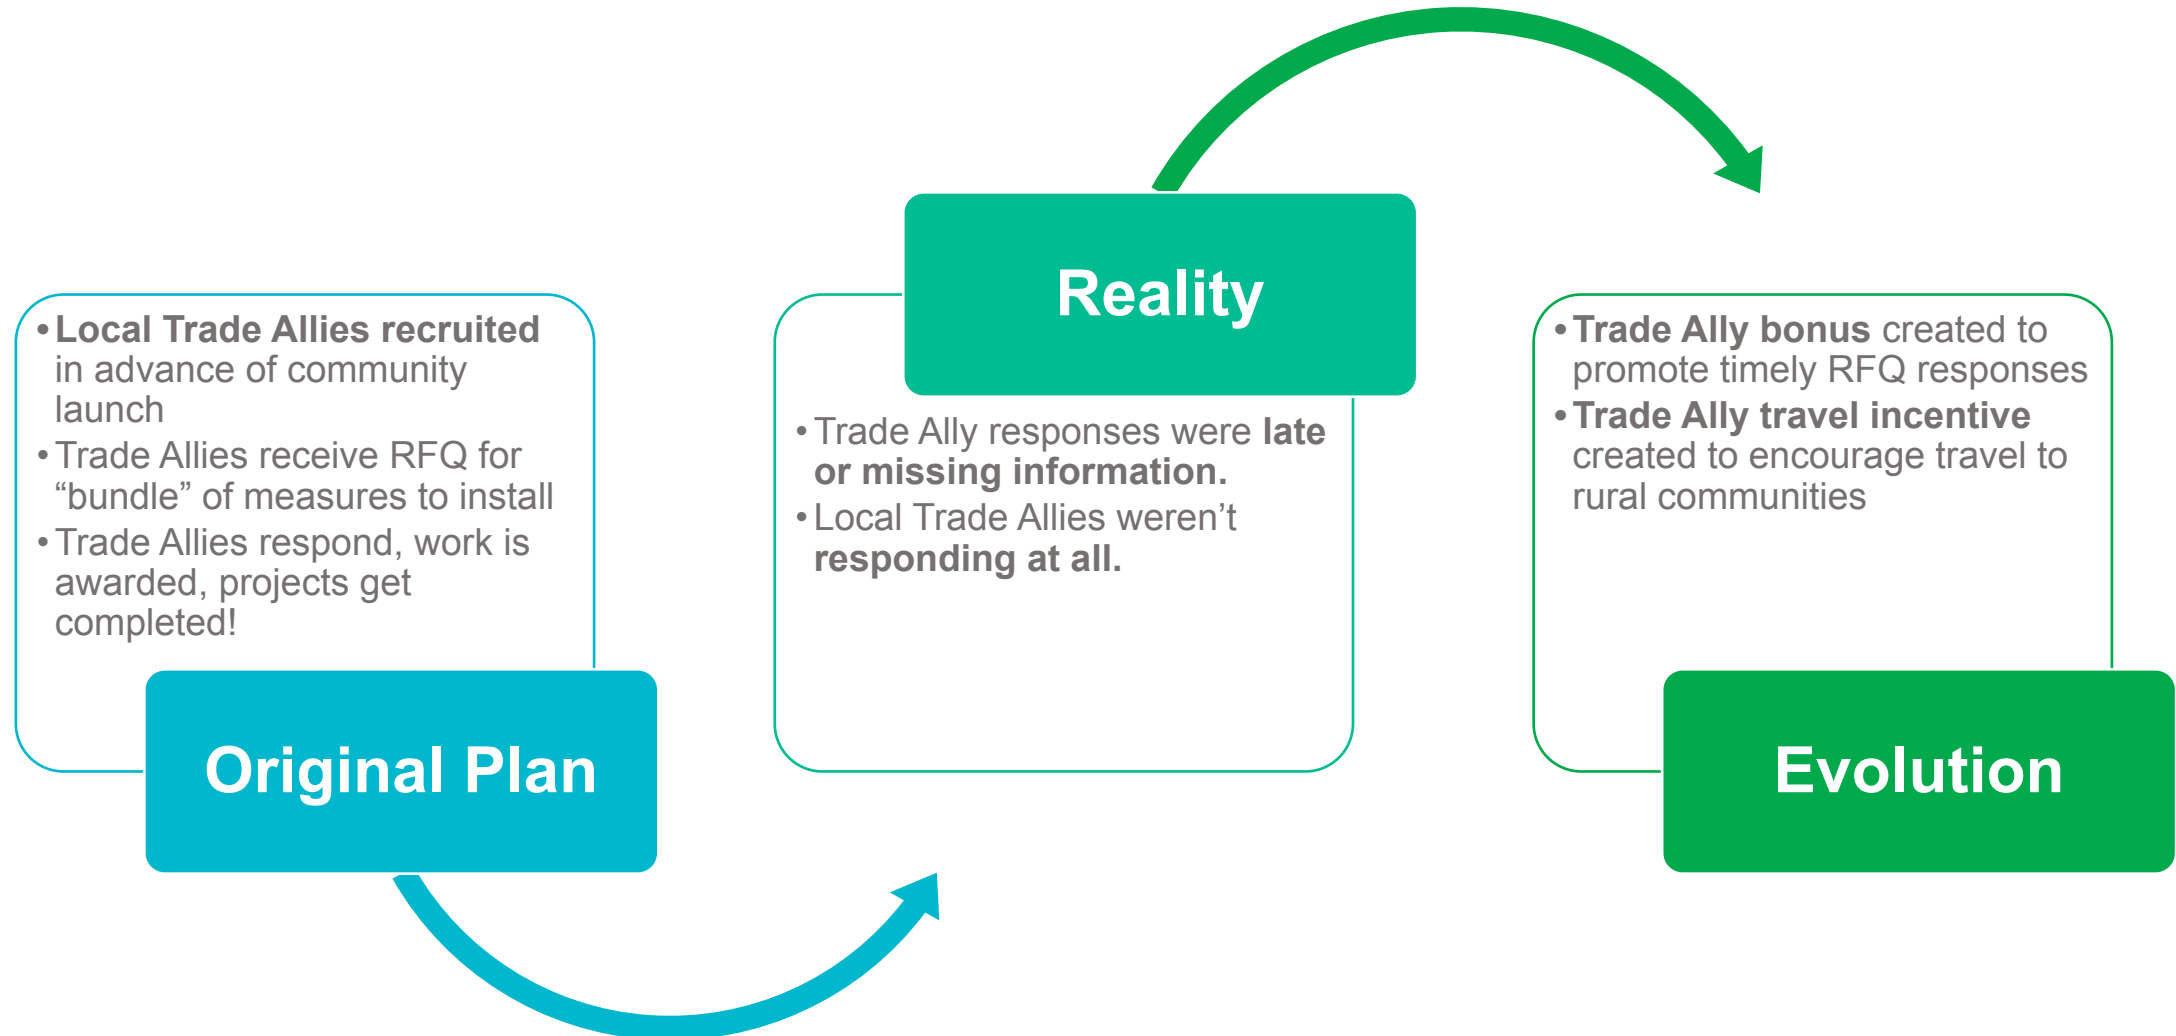 • Local Trade Allies recruited
in advance of community
launch
• Trade Allies receive RFQ for
“bundle” of measures to install
• Trade Allies respond, work is
awarded, projects get
completed!
Original Plan
Reality
• Trade Ally responses were late
or missing information.
• Local Trade Allies weren’t
responding at all.
• Trade Ally bonus created to
promote timely RFQ responses
• Trade Ally travel incentive
created to encourage travel to
rural communities
Evolution